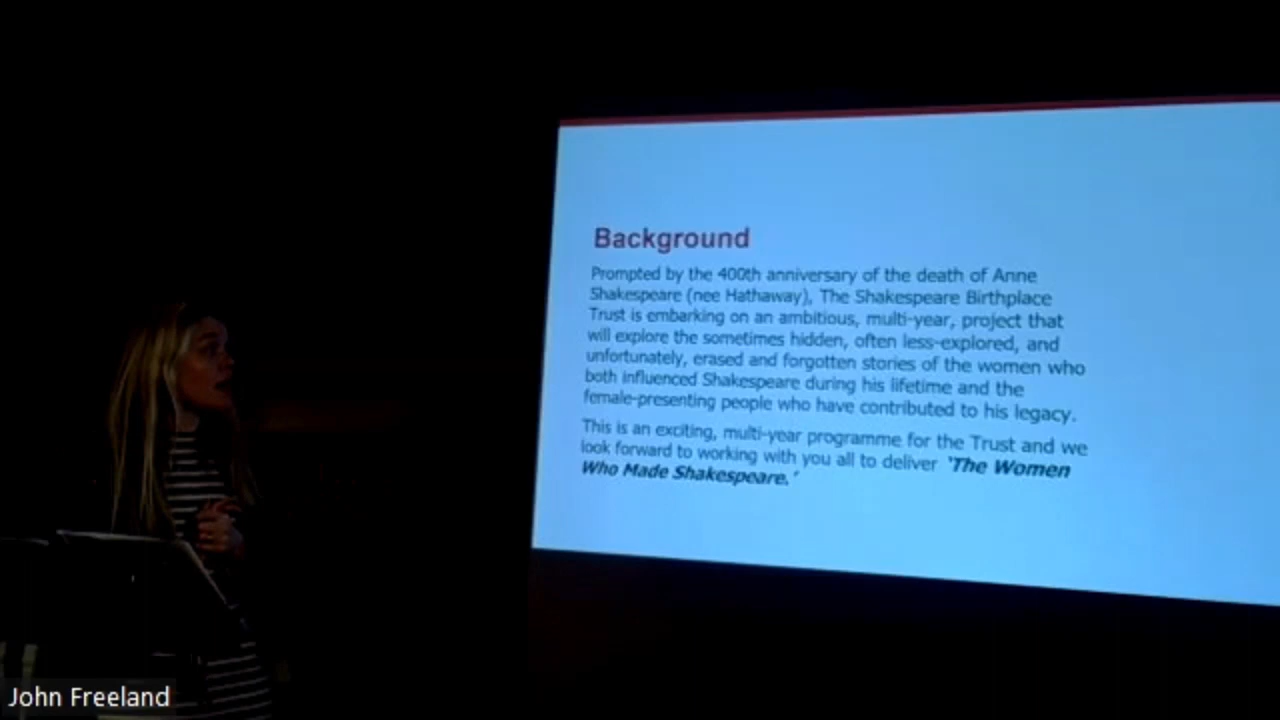 Background
Prompted by the 400th anniversary of the death of Anne
Shakespeare (nee Hathaway), The Shakespeare Birthplace
Trust is embarking on an ambitious, multi-year, project that
will explore the sometimes hidden, often less-explored, and
unfortunately, erased and forgotten stories of the women who
both influenced Shakespeare during his lifetime and the
female-presenting people who have contributed to his legacy.
This is an exciting, multi-year programme for the Trust and we
look forward to working with you all to deliver ‘The Women
Who Made Shakespeare.’
John Freeland